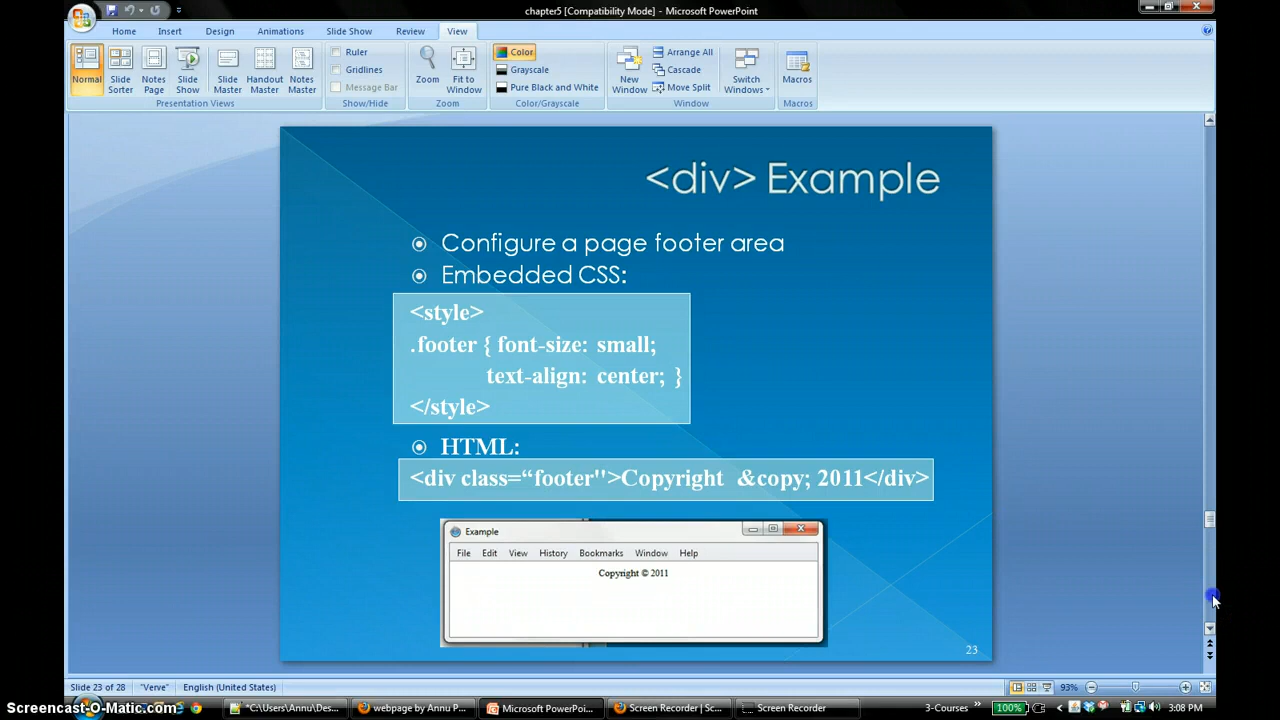 chapter5 [Compatibility Mode] - Microsoft PowerPoint
Home Insert Design Animations Slide Show Review View
Normal Slide Sorter Notes Page Slide Show Slide Master Handout Master Notes Master
Presentation Views
Ruler
Gridlines
Message Bar
Show/Hide
Zoom Fit to Window
Zoom
Color
Grayscale
Pure Black and White
Color/Grayscale
New Window
Arrange All
Cascade
Move Split
Switch Windows
Window
Macros
Macros
<div> Example
Configure a page footer area
Embedded CSS:
<style>
.footer { font-size: small;
text-align: center; }
</style>
HTML:
<div class=“footer">Copyright &copy; 2011</div>
Example
File Edit View History Bookmarks Window Help
Copyright © 2011
23
Slide 23 of 28 "Verve" English (United States) 93%
Screencast-O-Matic.com *C:\Users\Annu\Des... webpage by Annu P... Microsoft PowerPoi... Screen Recorder | Sc... Screen Recorder 3-Courses 100% 3:08 PM